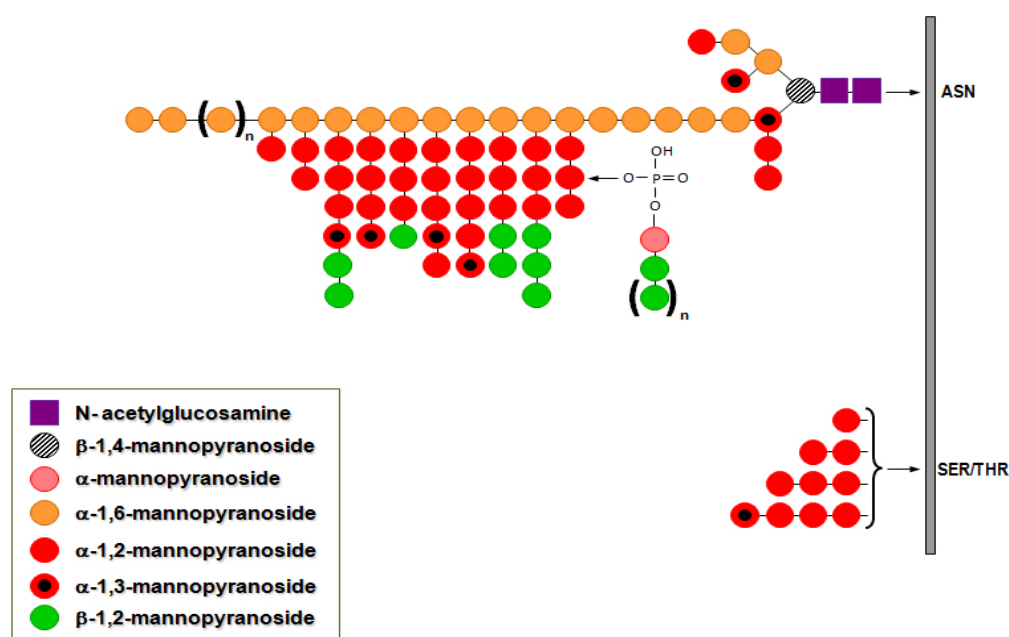 ASN
( )n
OH
O P O
O
( )n
SER/THR
N- acetylglucosamine
β-1,4-mannopyranoside
α-mannopyranoside
α-1,6-mannopyranoside
α-1,2-mannopyranoside
α-1,3-mannopyranoside
β-1,2-mannopyranoside